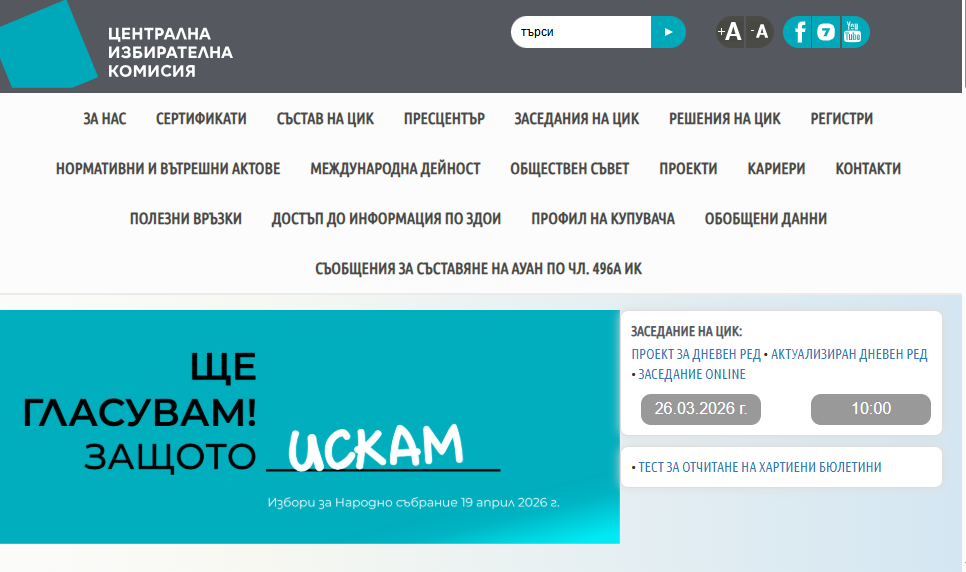 ЦЕНТРАЛНА
ИЗБИРАТЕЛНА
КОМИСИЯ
търси
+A -A
You
Tube
ЗА НАС СЕРТИФИКАТИ СЪСТАВ НА ЦИК ПРЕСЦЕНТЪР ЗАСЕДАНИЯ НА ЦИК РЕШЕНИЯ НА ЦИК РЕГИСТРИ
НОРМАТИВНИ И ВЪТРЕШНИ АКТОВЕ МЕЖДУНАРОДНА ДЕЙНОСТ ОБЩЕСТВЕН СЪВЕТ ПРОЕКТИ КАРИЕРИ КОНТАКТИ
ПОЛЕЗНИ ВРЪЗКИ ДОСТЪП ДО ИНФОРМАЦИЯ ПО ЗДОИ ПРОФИЛ НА КУПУВАЧА ОБОБЩЕНИ ДАННИ
СЪОБЩЕНИЯ ЗА СЪСТАВЯНЕ НА АУАН ПО ЧЛ. 496А ИК
ЩЕ
ГЛАСУВАМ!
ЗАЩОТО ИСКАМ
Избори за Народно събрание 19 април 2026 г.
ЗАСЕДАНИЕ НА ЦИК:
ПРОЕКТ ЗА ДНЕВЕН РЕД • АКТУАЛИЗИРАН ДНЕВЕН РЕД
• ЗАСЕДАНИЕ ONLINE
26.03.2026 г. 10:00
• ТЕСТ ЗА ОТЧИТАНЕ НА ХАРТИЕНИ БЮЛЕТИНИ